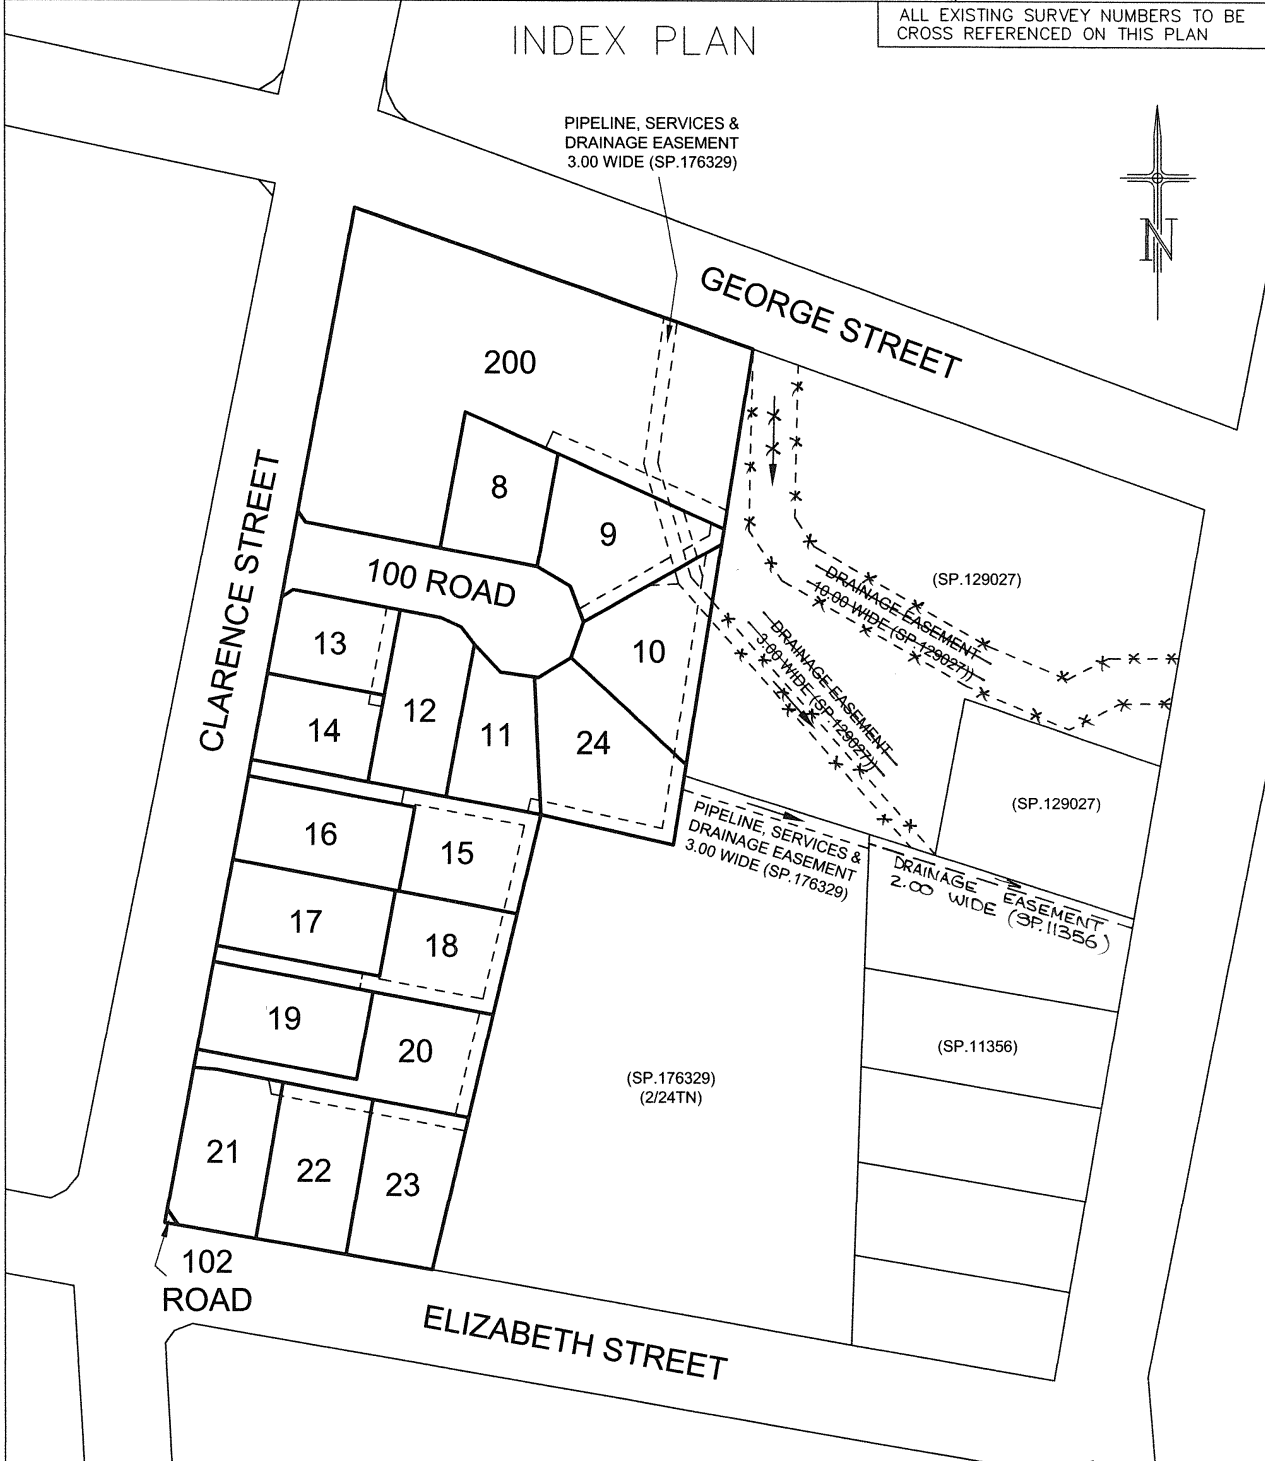 INDEX PLAN
ALL EXISTING SURVEY NUMBERS TO BE
CROSS REFERENCED ON THIS PLAN
PIPELINE, SERVICES &
DRAINAGE EASEMENT
3.00 WIDE (SP.176329)
N
GEORGE STREET
200
8
9
CLARENCE STREET
100 ROAD
DRAINAGE EASEMENT
10.00 WIDE (SP.129027))
(SP.129027)
DRAINAGE EASEMENT
3.00 WIDE (SP.129027))
13
10
12
14
11
24
(SP.129027)
PIPELINE, SERVICES &
DRAINAGE EASEMENT
3.00 WIDE (SP.176329)
16
15
DRAINAGE EASEMENT
2.00 WIDE (SP.11356)
17
18
19
20
(SP.11356)
(SP.176329)
(2/24TN)
21
22
23
102
ROAD
ELIZABETH STREET